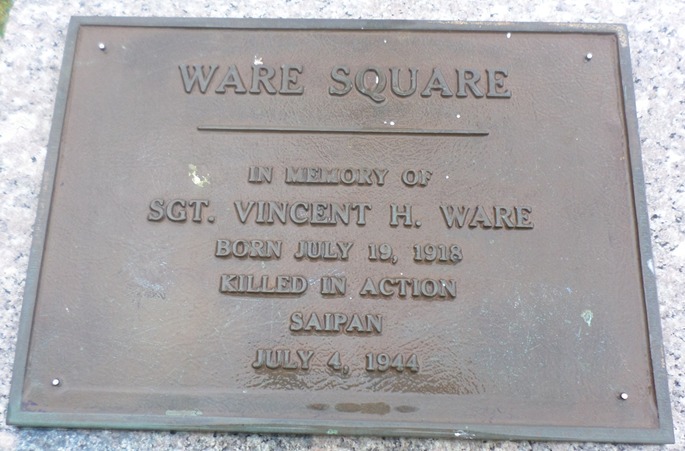 WARE SQUARE
IN MEMORY OF
SGT. VINCENT H. WARE
BORN JULY 19, 1918
KILLED IN ACTION
SAIPAN
JULY 4, 1944